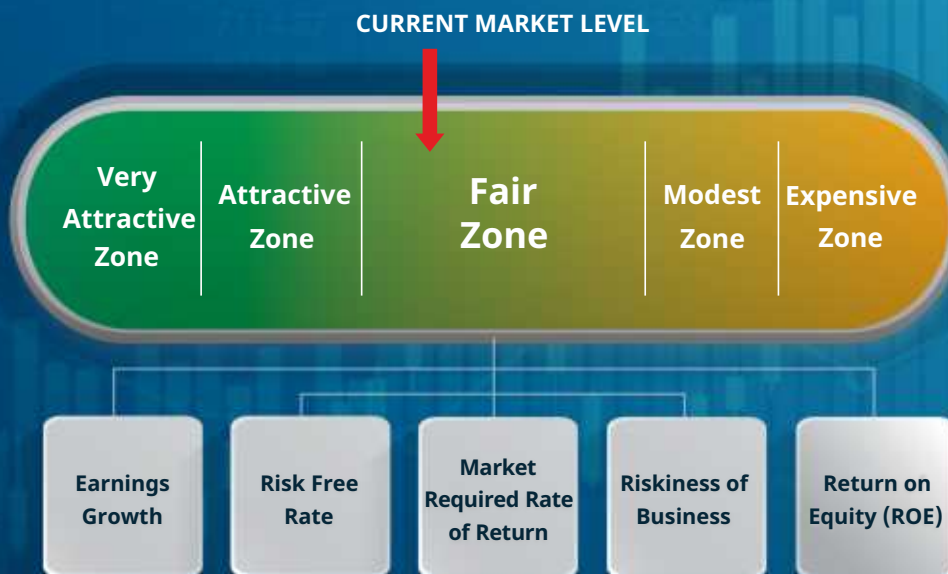 CURRENT MARKET LEVEL
Very
Attractive
Zone
Attractive
Zone
Fair
Zone
Modest
Zone
Expensive
Zone
Earnings
Growth
Risk Free
Rate
Market
Required Rate
of Return
Riskiness of
Business
Return on
Equity (ROE)